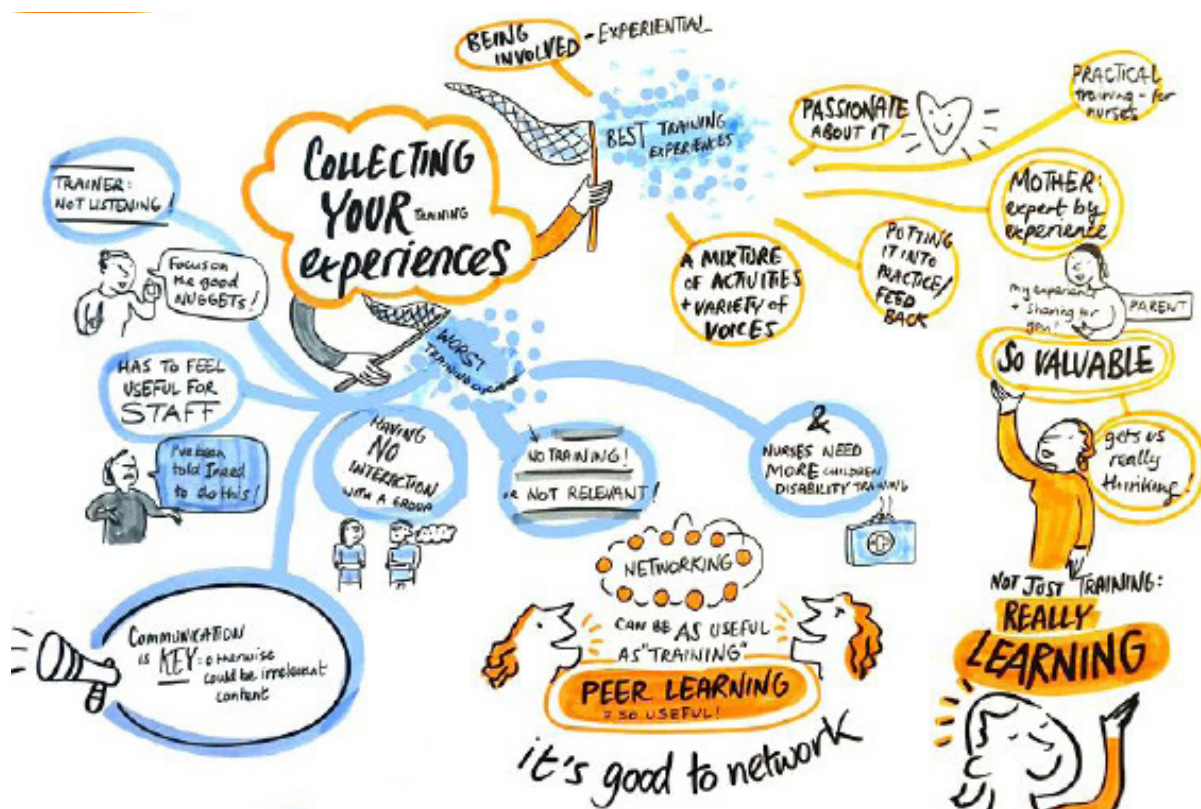 COLLECTING
YOUR TRAINING
experiences
BEING
INVOLVED - EXPERIENTIAL
BEST TRAINING
EXPERIENCES
PASSIONATE
ABOUT IT
PRACTICAL
training - for
nurses
MOTHER:
expert by
experience
my experience
+ sharing for
you!
PARENT
SO VALUABLE
gets us
really
thinking!
NOT JUST TRAINING:
REALLY
LEARNING
PUTTING
IT INTO
PRACTICE/
FEED
BACK
A MIXTURE
OF ACTIVITIES
+ VARIETY OF
VOICES
TRAINER:
NOT LISTENING!
Focus on
the good
NUGGETS!
WORST
TRAINING
HAS TO FEEL
USEFUL FOR
STAFF
I've been
told I need
to do this!
HAVING
NO
INTERACTION
WITH A GROUP
NO TRAINING!
or NOT RELEVANT!
&
NURSES NEED
MORE CHILDREN
DISABILITY TRAINING
COMMUNICATION
is KEY: otherwise
could be irrelevant
content
NETWORKING
CAN BE AS USEFUL
AS "TRAINING"
PEER LEARNING
SO USEFUL!
it's good to network